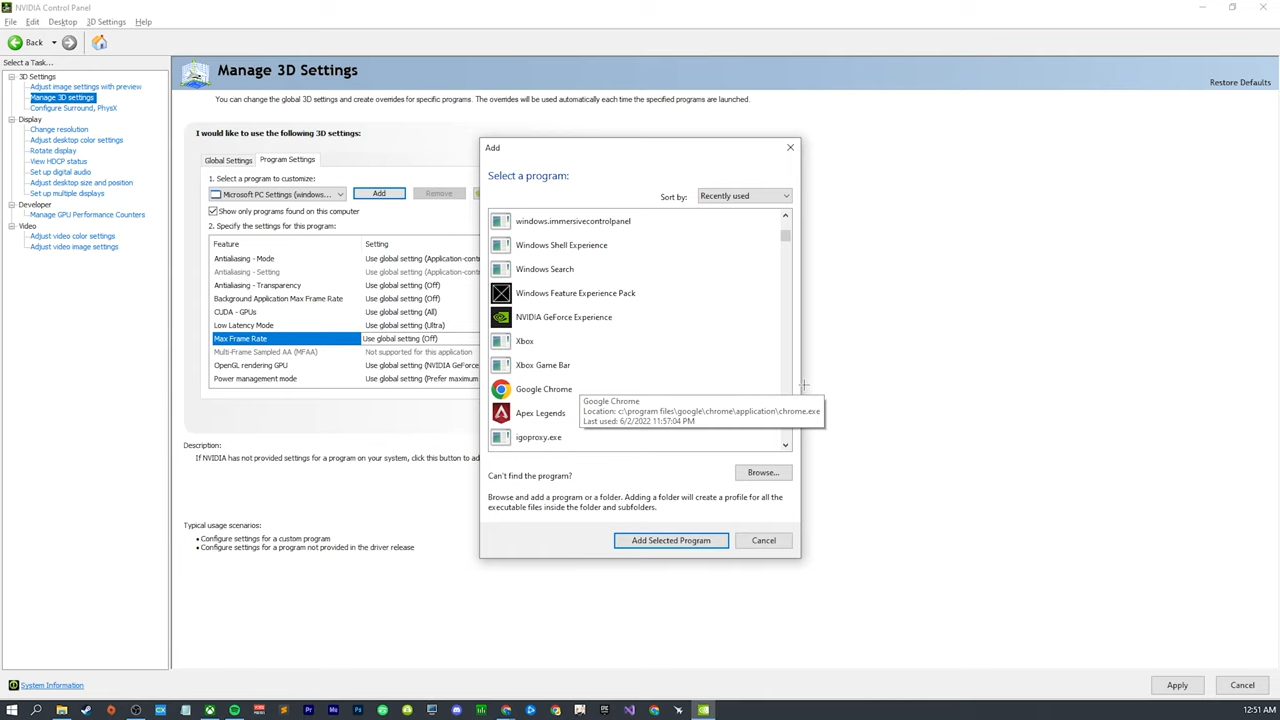 NVIDIA Control Panel
File Edit Desktop 3D Settings Help
Back
Select a Task...
3D Settings
Adjust image settings with preview
Manage 3D settings
Configure Surround, PhysX
Display
Change resolution
Adjust desktop color settings
Rotate display
View HDCP status
Set up digital audio
Adjust desktop size and position
Set up multiple displays
Developer
Manage GPU Performance Counters
Video
Adjust video color settings
Adjust video image settings
System Information
Manage 3D Settings
Restore Defaults
You can change the global 3D settings and create overrides for specific programs. The overrides will be used automatically each time the specified programs are launched.
I would like to use the following 3D settings:
Global Settings Program Settings
1. Select a program to customize:
Microsoft PC Settings (windows... Add Remove
Show only programs found on this computer
2. Specify the settings for this program:
Feature Setting
Antialiasing - Mode Use global setting (Application-cont
Antialiasing - Setting Use global setting (None)
Antialiasing - Transparency Use global setting (Off)
Background Application Max Frame Rate Use global setting (Off)
CUDA - GPUs Use global setting (All)
Low Latency Mode Use global setting (Ultra)
Max Frame Rate Use global setting (Off)
Multi-Frame Sampled AA (MFAA) Not supported for this application
OpenGL rendering GPU Use global setting (NVIDIA GeForce
Power management mode Use global setting (Prefer maximum
Description:
If NVIDIA has not provided settings for a program on your system, click this button to ad
Typical usage scenarios:
• Configure settings for a custom program
• Configure settings for a program not provided in the driver release
Add
Select a program:
Sort by: Recently used
windows.immersivecontrolpanel
Windows Shell Experience
Windows Search
Windows Feature Experience Pack
NVIDIA GeForce Experience
Xbox
Xbox Game Bar
Google Chrome
Apex Legends
igoproxy.exe
Google Chrome
Location: c:\program files\google\chrome\application\chrome.exe
Last used: 6/2/2022 11:57:04 PM
Can't find the program? Browse...
Browse and add a program or a folder. Adding a folder will create a profile for all the
executable files inside the folder and subfolders.
Add Selected Program Cancel
Apply Cancel
12:51 AM